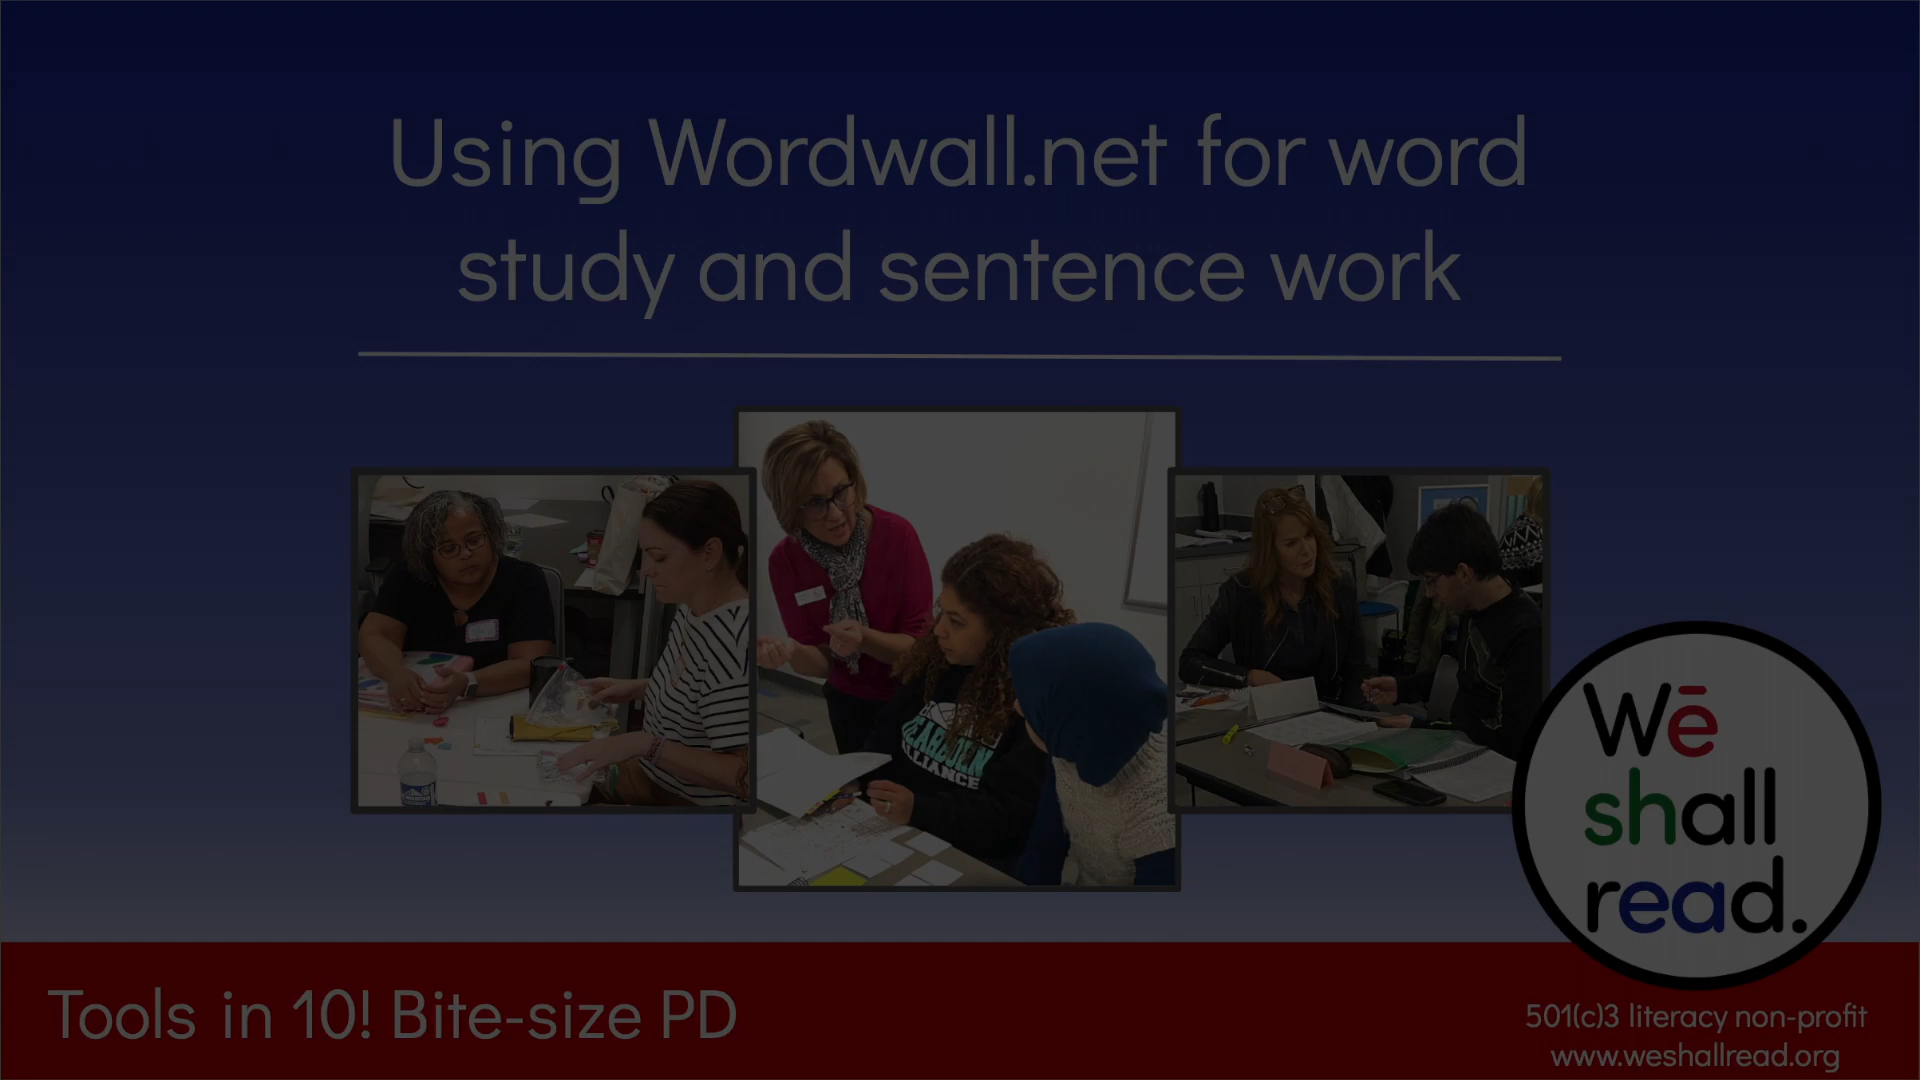 Using Wordwall.net for word
study and sentence work
ALLIANCE
Wē
shall
read.
Tools in 10! Bite-size PD
501(c)3 literacy non-profit
www.weshallread.org